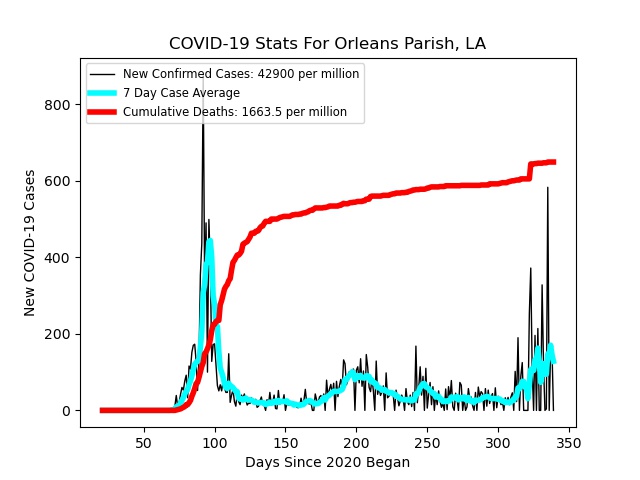 COVID-19 Stats For Orleans Parish, LA
New Confirmed Cases: 42900 per million
7 Day Case Average
Cumulative Deaths: 1663.5 per million
New COVID-19 Cases
800
600
400
200
0
50 100 150 200 250 300 350
Days Since 2020 Began